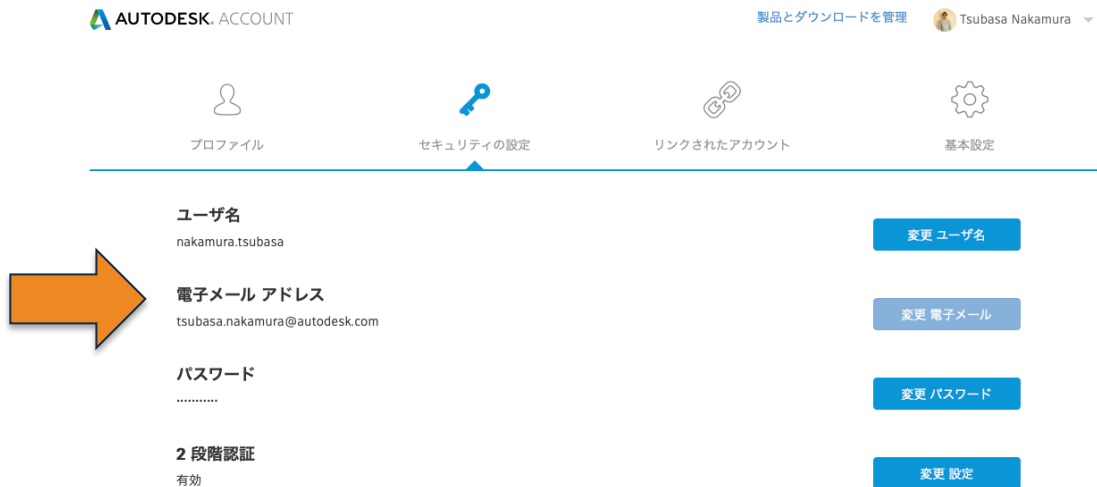 AUTODESK. ACCOUNT
製品とダウンロードを管理 Tsubasa Nakamura
プロファイル セキュリティの設定 リンクされたアカウント 基本設定
ユーザ名
nakamura.tsubasa
変更 ユーザ名
電子メール アドレス
tsubasa.nakamura@autodesk.com
変更 電子メール
パスワード
...........
変更 パスワード
2 段階認証
有効
変更 設定